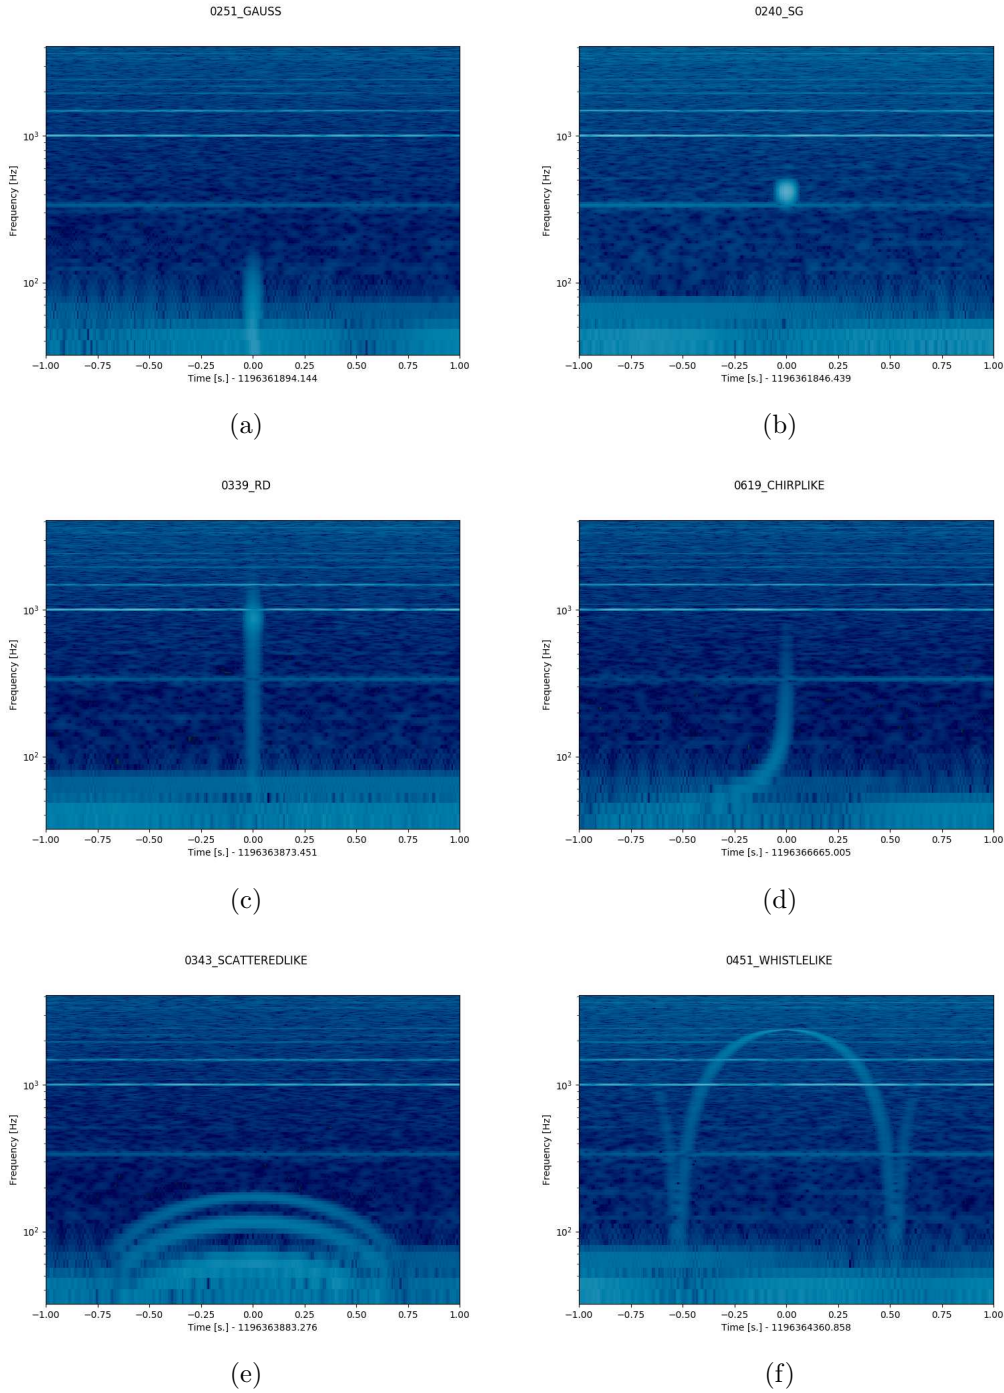 0251_GAUSS
10³
10²
Frequency [Hz]
−1.00 −0.75 −0.50 −0.25 0.00 0.25 0.50 0.75 1.00
Time [s.] - 1196361894.144
(a)
0240_SG
10³
10²
Frequency [Hz]
−1.00 −0.75 −0.50 −0.25 0.00 0.25 0.50 0.75 1.00
Time [s.] - 1196361846.439
(b)
0339_RD
10³
10²
Frequency [Hz]
−1.00 −0.75 −0.50 −0.25 0.00 0.25 0.50 0.75 1.00
Time [s.] - 1196363873.451
(c)
0619_CHIRPLIKE
10³
10²
Frequency [Hz]
−1.00 −0.75 −0.50 −0.25 0.00 0.25 0.50 0.75 1.00
Time [s.] - 1196366665.005
(d)
0343_SCATTEREDLIKE
10³
10²
Frequency [Hz]
−1.00 −0.75 −0.50 −0.25 0.00 0.25 0.50 0.75 1.00
Time [s.] - 1196363883.276
(e)
0451_WHISTLELIKE
10³
10²
Frequency [Hz]
−1.00 −0.75 −0.50 −0.25 0.00 0.25 0.50 0.75 1.00
Time [s.] - 1196364360.858
(f)